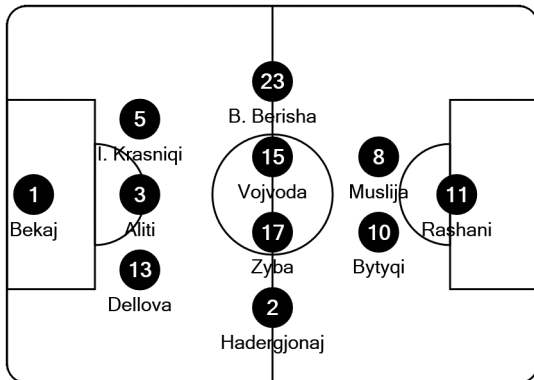 1
Bekaj
5
I. Krasniqi
3
Aliti
13
Dellova
23
B. Berisha
15
Vojvoda
17
Zyba
2
Hadergjonaj
8
Muslija
10
Bytyqi
11
Rashani